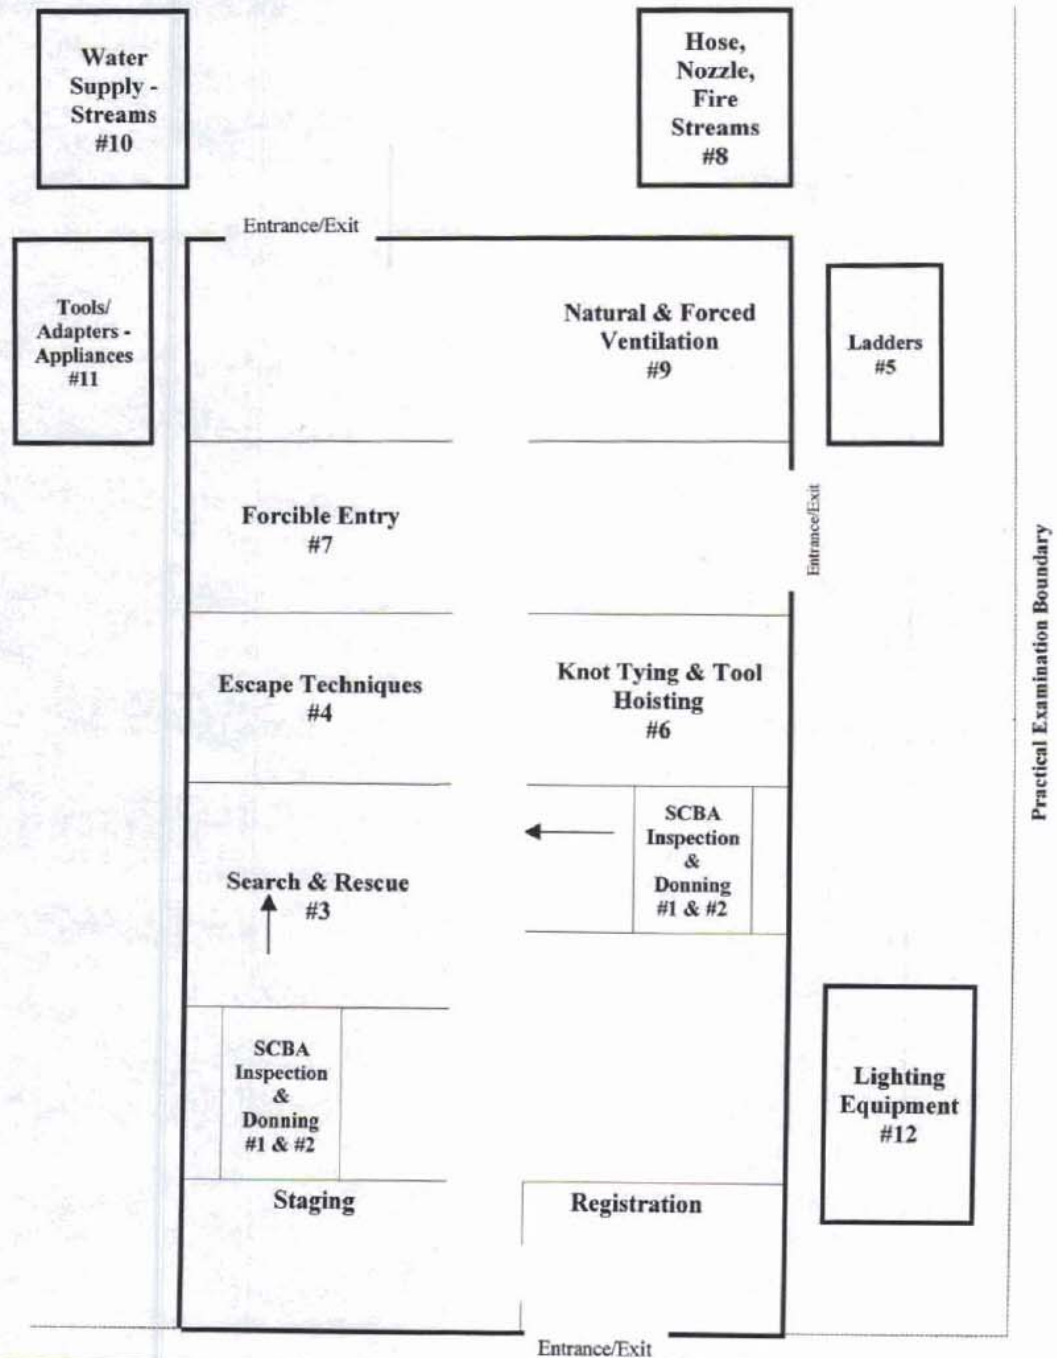 Water
Supply -
Streams
#10
Hose,
Nozzle,
Fire
Streams
#8
Entrance/Exit
Tools/
Adapters -
Appliances
#11
Natural & Forced
Ventilation
#9
Ladders
#5
Forcible Entry
#7
Entrance/Exit
Practical Examination Boundary
Escape Techniques
#4
Knot Tying & Tool
Hoisting
#6
SCBA
Inspection
&
Donning
#1 & #2
Search & Rescue
#3
SCBA
Inspection
&
Donning
#1 & #2
Lighting
Equipment
#12
Staging
Registration
Entrance/Exit